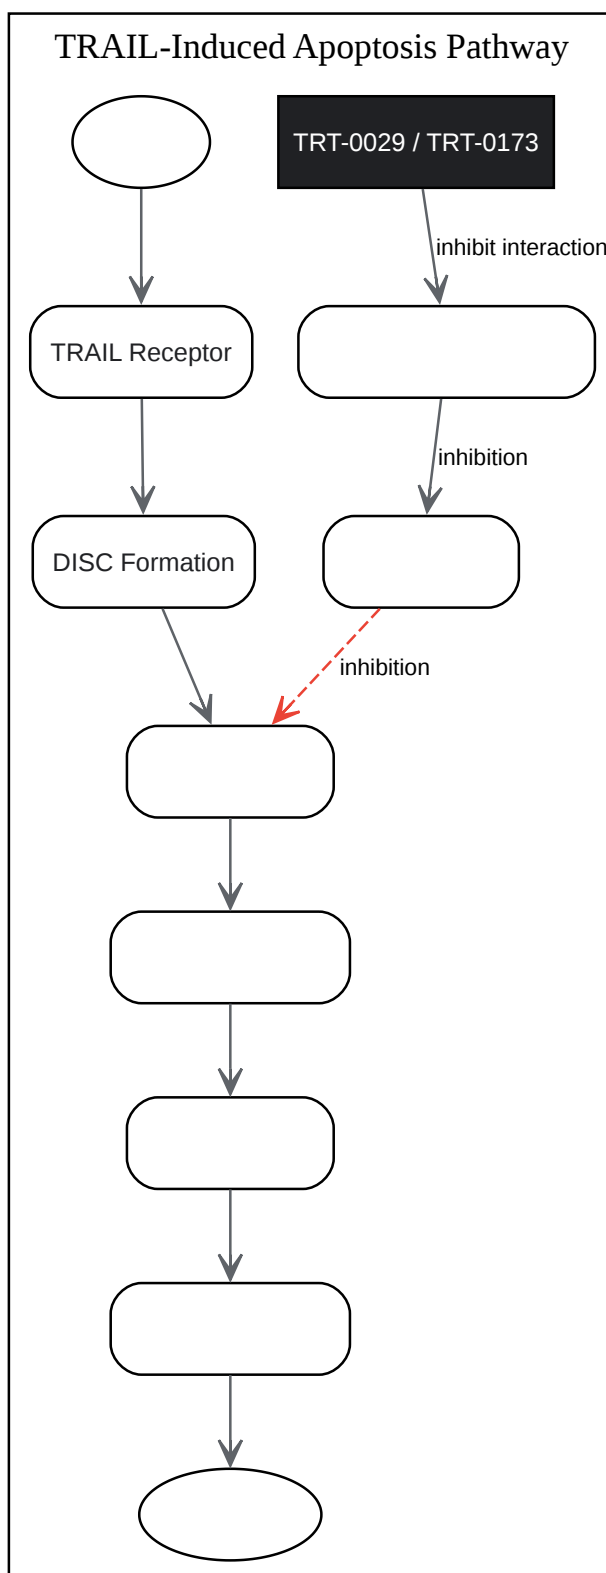 TRAIL-Induced Apoptosis Pathway
TRT-0029 / TRT-0173
inhibit interaction
TRAIL Receptor
inhibition
DISC Formation
inhibition